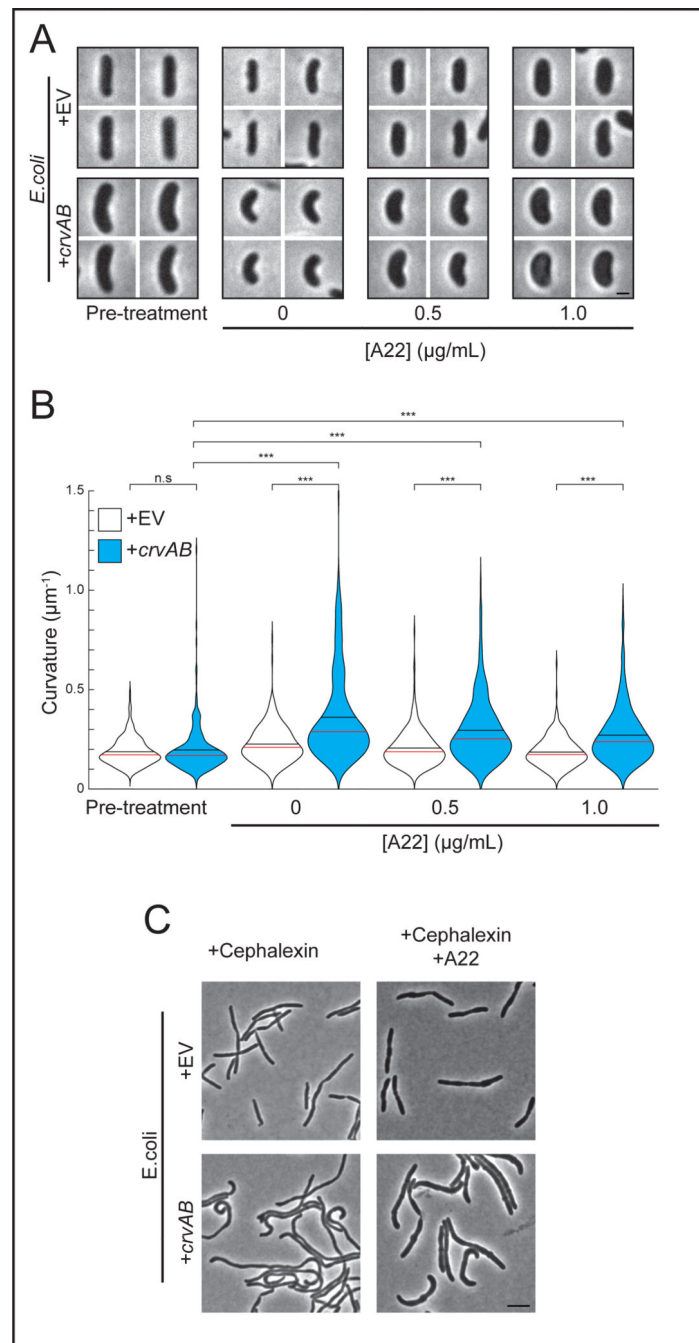 A
E.coli
+EV
+crvAB
Pre-treatment
0
0.5
1.0
[A22] (µg/mL)
B
***
***
***
n.s
***
***
***
+EV
+crvAB
Curvature (µm⁻¹)
1.5
1.0
0.5
0
Pre-treatment
0
0.5
1.0
[A22] (µg/mL)
C
+Cephalexin
+Cephalexin
+A22
E.coli
+EV
+crvAB